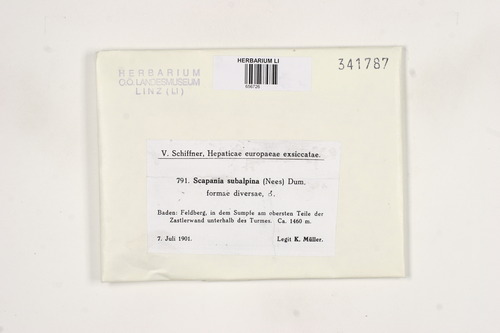 HERBARIUM
O.Ö. LANDESMUSEUM
LINZ (LI)
HERBARIUM LI
341787
V. Schiffner, Hepaticae europaeae exsiccatae.
791. Scapania subalpina (Nees) Dum.
formae diversae, ♂.
Baden: Feldberg, in dem Sumpfe am obersten Teile der
Zastlerwand unterhalb des Turmes. Ca. 1460 m.
7. Juli 1901. Legit K. Müller.